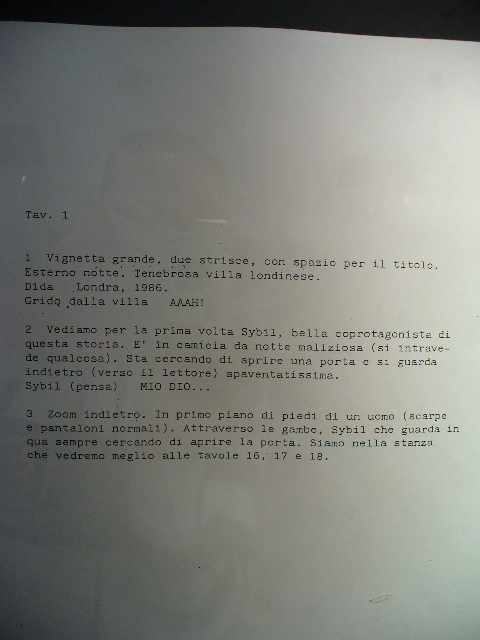 Tav. 1
1 Vignetta grande, due strisce, con spazio per il titolo.
Esterno notte. Tenebrosa villa londinese.
Dida Londra, 1986.
Grido dalla villa AAAH!
2 Vediamo per la prima volta Sybil, bella coprotagonista di
questa storia. E' in camicia da notte maliziosa (si intrave-
de qualcosa). Sta cercando di aprire una porta e si guarda
indietro (verso il lettore) spaventatissima.
Sybil (pensa) MIO DIO...
3 Zoom indietro. In primo piano di piedi di un uomo (scarpe
e pantaloni normali). Attraverso le gambe, Sybil che guarda in
qua sempre cercando di aprire la porta. Siamo nella stanza
che vedremo meglio alle tavole 16, 17 e 18.